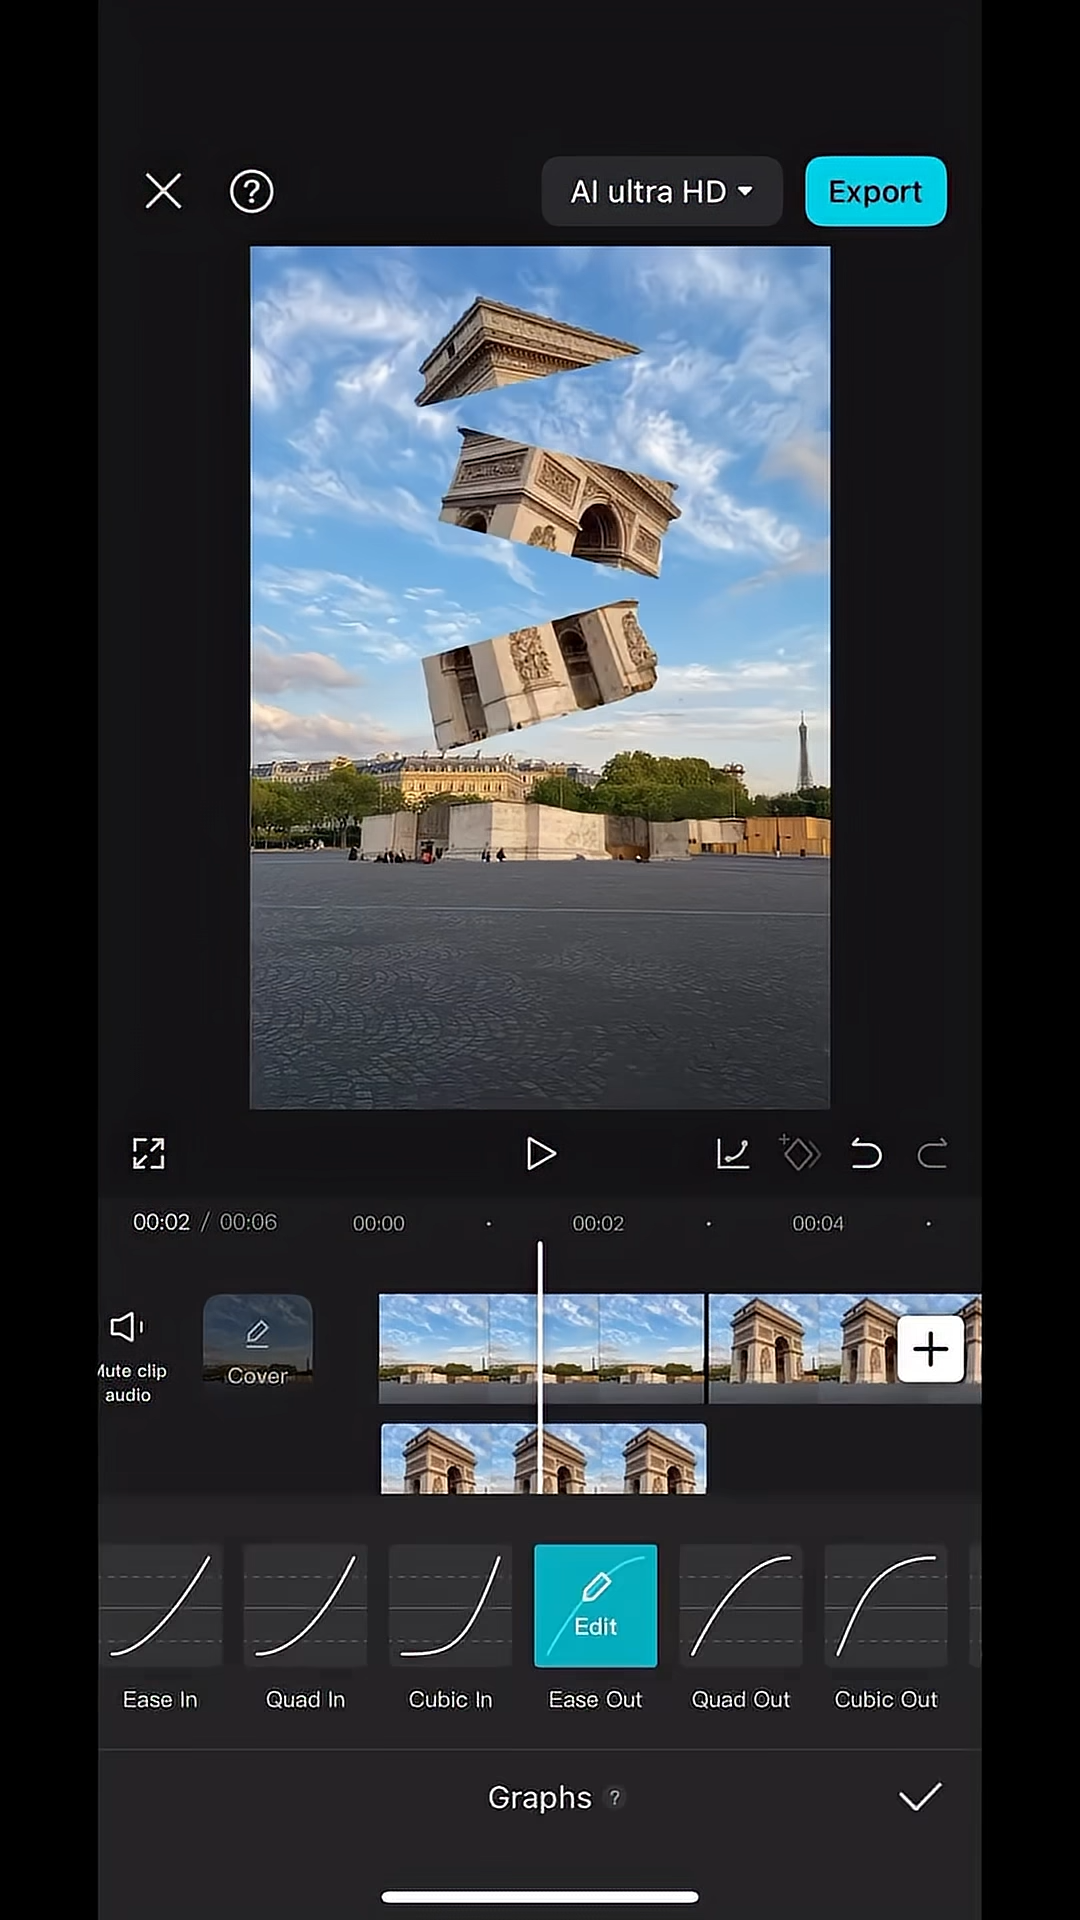 ?
AI ultra HD
Export
00:02 / 00:06
00:00
00:02
00:04
Mute clip
audio
Cover
Edit
Ease In
Quad In
Cubic In
Ease Out
Quad Out
Cubic Out
Graphs ?